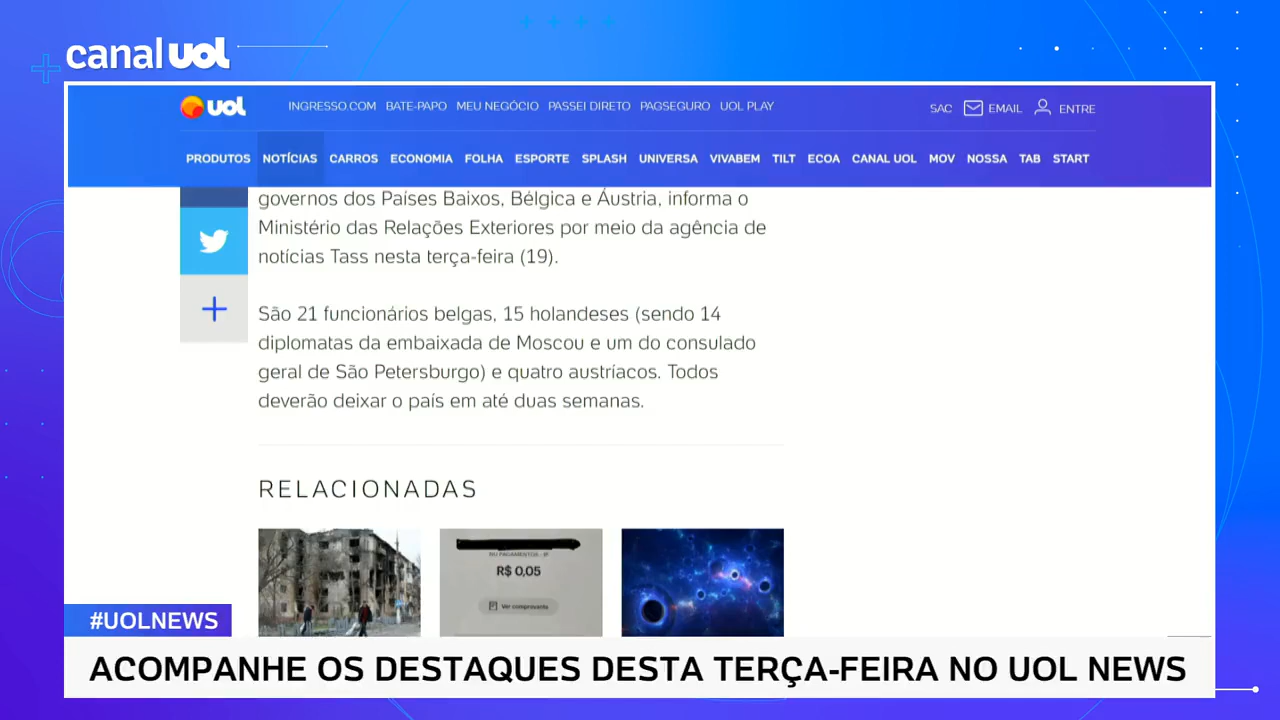 canal uol
uol
INGRESSO.COM BATE-PAPO MEU NEGÓCIO PASSEI DIRETO PAGSEGURO UOL PLAY
SAC EMAIL ENTRE
PRODUTOS NOTÍCIAS CARROS ECONOMIA FOLHA ESPORTE SPLASH UNIVERSA VIVABEM TILT ECOA CANAL UOL MOV NOSSA TAB START
governos dos Países Baixos, Bélgica e Áustria, informa o
Ministério das Relações Exteriores por meio da agência de
notícias Tass nesta terça-feira (19).
São 21 funcionários belgas, 15 holandeses (sendo 14
diplomatas da embaixada de Moscou e um do consulado
geral de São Petersburgo) e quatro austríacos. Todos
deverão deixar o país em até duas semanas.
RELACIONADAS
NU PAGAMENTOS - IP
R$ 0,05
Ver comprovante
#UOLNEWS
ACOMPANHE OS DESTAQUES DESTA TERÇA-FEIRA NO UOL NEWS